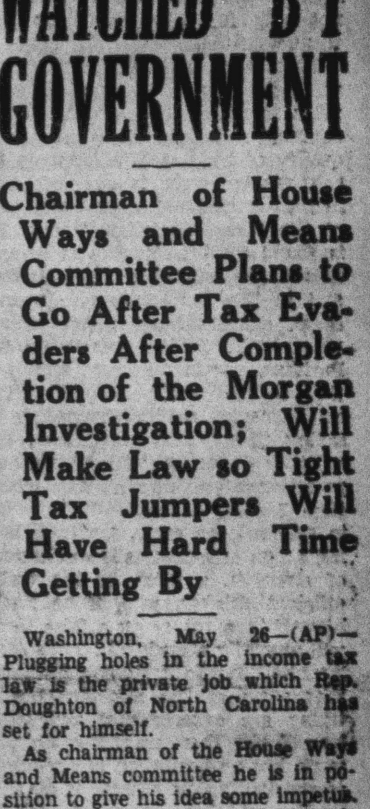 WATCHED BY
GOVERNMENT
Chairman of House
Ways and Means
Committee Plans to
Go After Tax Eva-
ders After Comple-
tion of the Morgan
Investigation; Will
Make Law so Tight
Tax Jumpers Will
Have Hard Time
Getting By
Washington, May 26—(AP)—
Plugging holes in the income tax
law is the private job which Rep.
Doughton of North Carolina has
set for himself.
As chairman of the House Ways
and Means committee he is in po-
sition to give his idea some impetus.